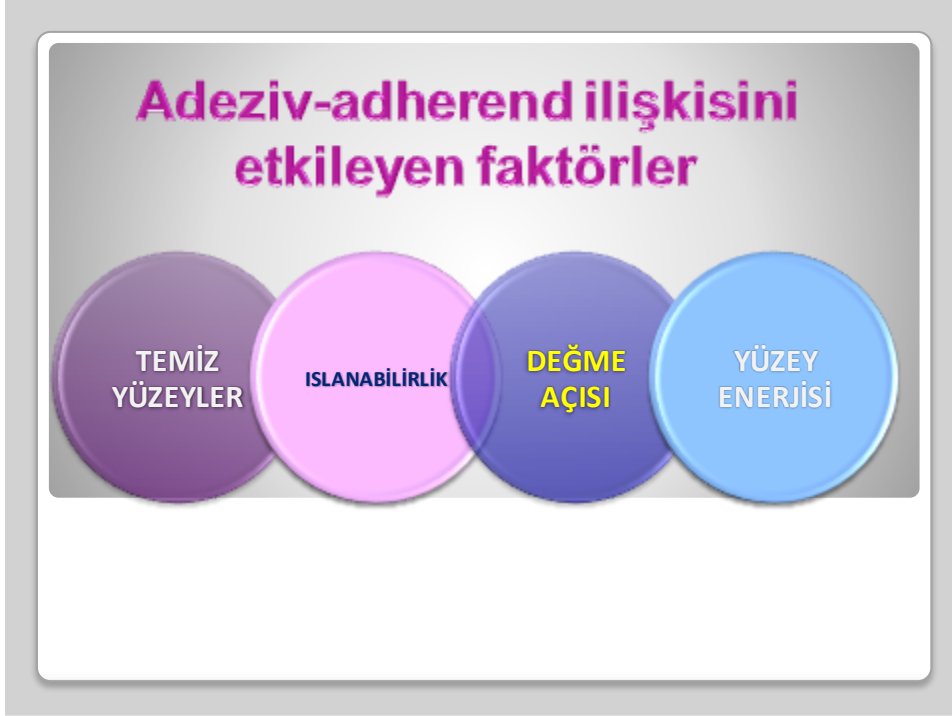 Adeziv-adherend ilişkisini
etkileyen faktörler
TEMİZ
YÜZEYLER
ISLANABİLİRLİK
DEĞME
AÇISI
YÜZEY
ENERJİSİ